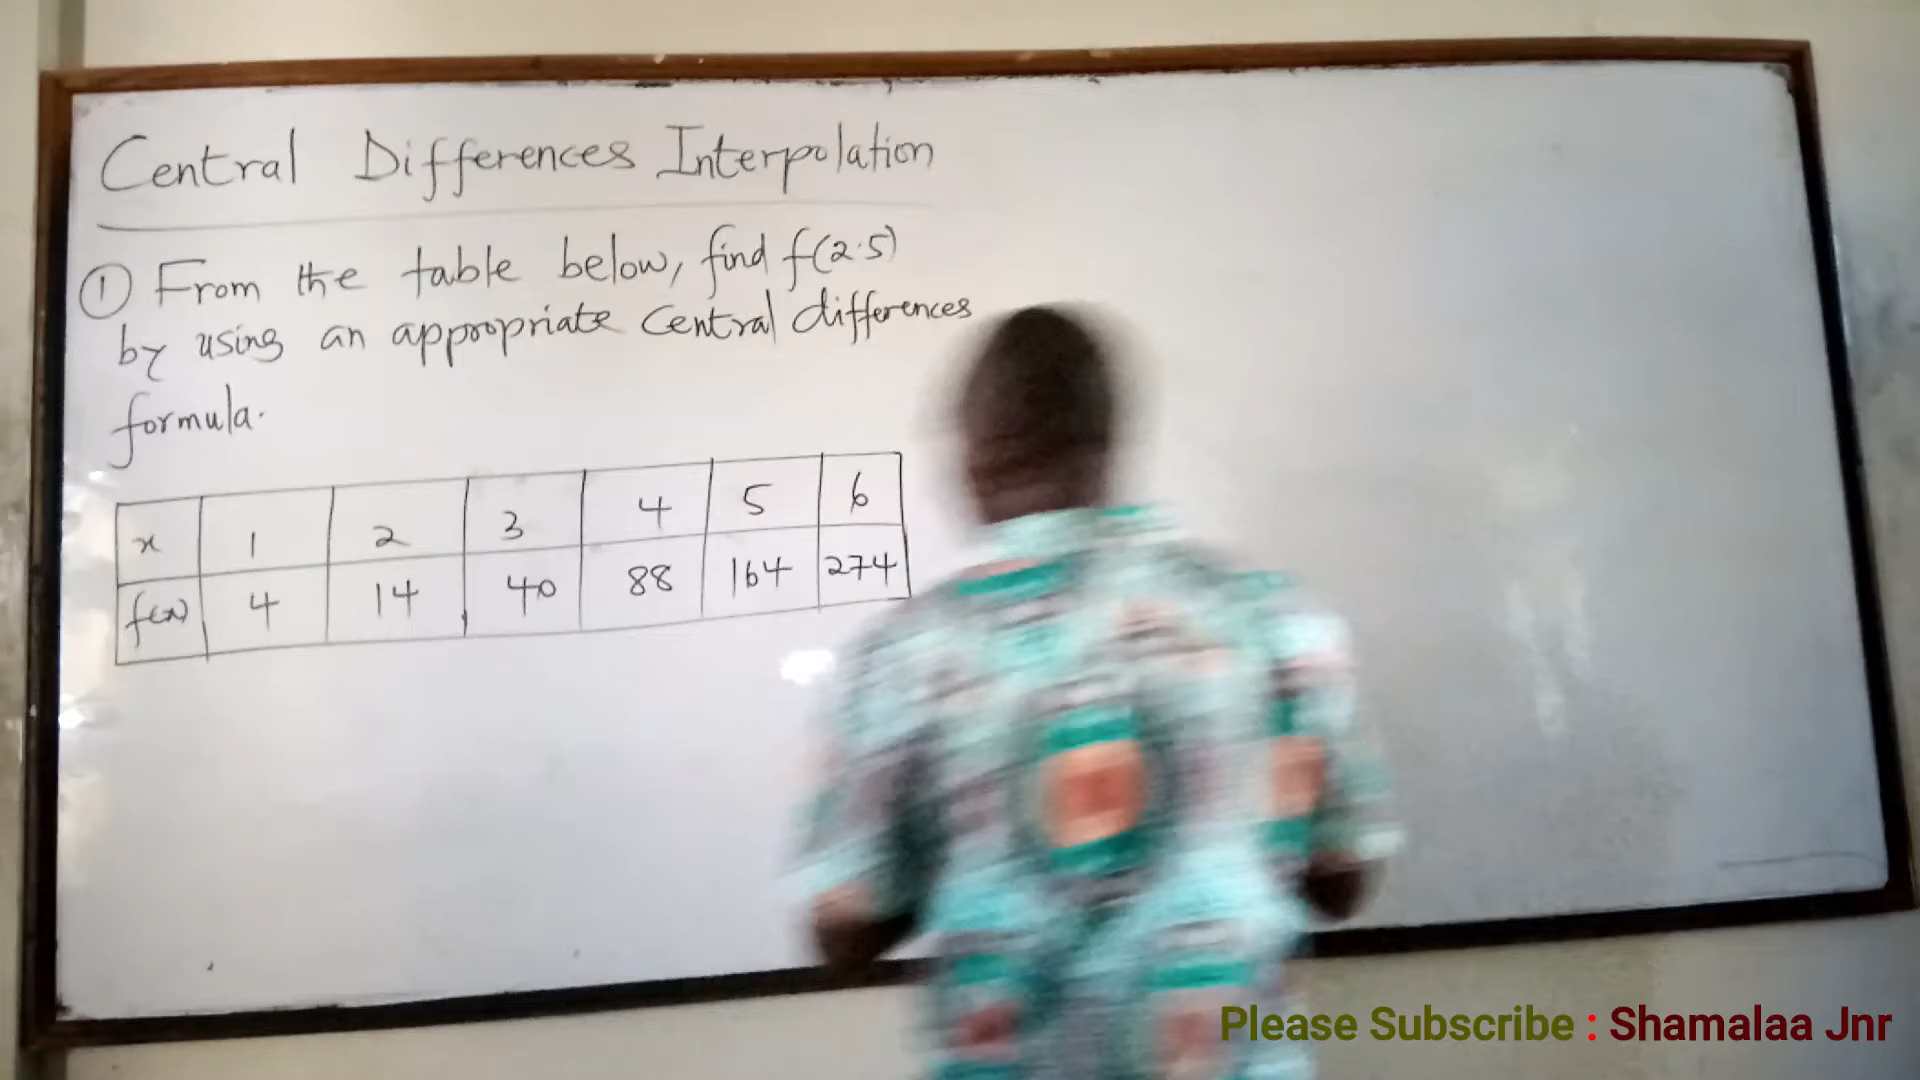 Central Differences Interpolation
① From the table below, find f(2.5)
by using an appropriate Central differences
formula.
x 1 2 3 4 5 6
f(x) 4 14 40 88 164 274
Please Subscribe : Shamalaa Jnr